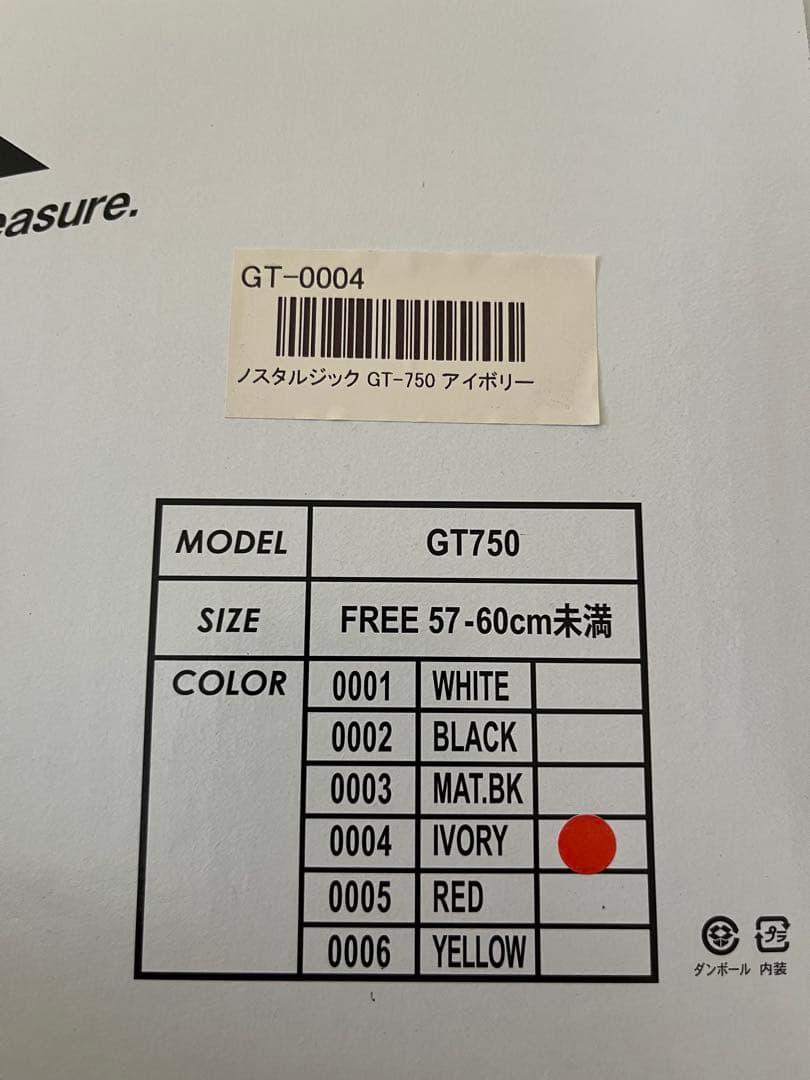 easure.
GT-0004
ノスタルジック GT-750 アイボリー
MODEL GT750
SIZE FREE 57-60cm未満
COLOR 0001 WHITE
0002 BLACK
0003 MAT.BK
0004 IVORY
0005 RED
0006 YELLOW
プラ
ダンボール 内装